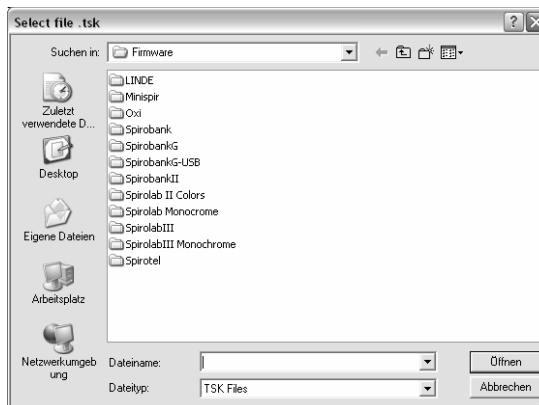 Select file .tsk
Suchen in:
Firmware
Zuletzt
verwendete D...
Desktop
Eigene Dateien
Arbeitsplatz
Netzwerkumgeb
ung
LINDE
Minispir
Oxi
Spirobank
SpirobankG
SpirobankG-USB
SpirobankII
Spirolab II Colors
Spirolab Monocrome
SpirolabIII
SpirolabIII Monochrome
Spirotel
Dateiname:
Öffnen
Dateityp:
TSK Files
Abbrechen